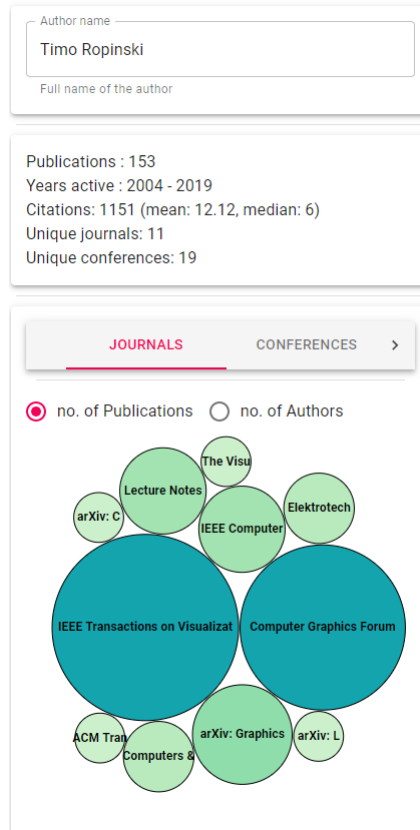 Author name
Timo Ropinski
Full name of the author
Publications : 153
Years active : 2004 - 2019
Citations: 1151 (mean: 12.12, median: 6)
Unique journals: 11
Unique conferences: 19
JOURNALS CONFERENCES
no. of Publications no. of Authors
The Visu
Lecture Notes
Elektrotech
arXiv: C
IEEE Computer
IEEE Transactions on Visualizat
Computer Graphics Forum
arXiv: Graphics
arXiv: L
ACM Tran
Computers &